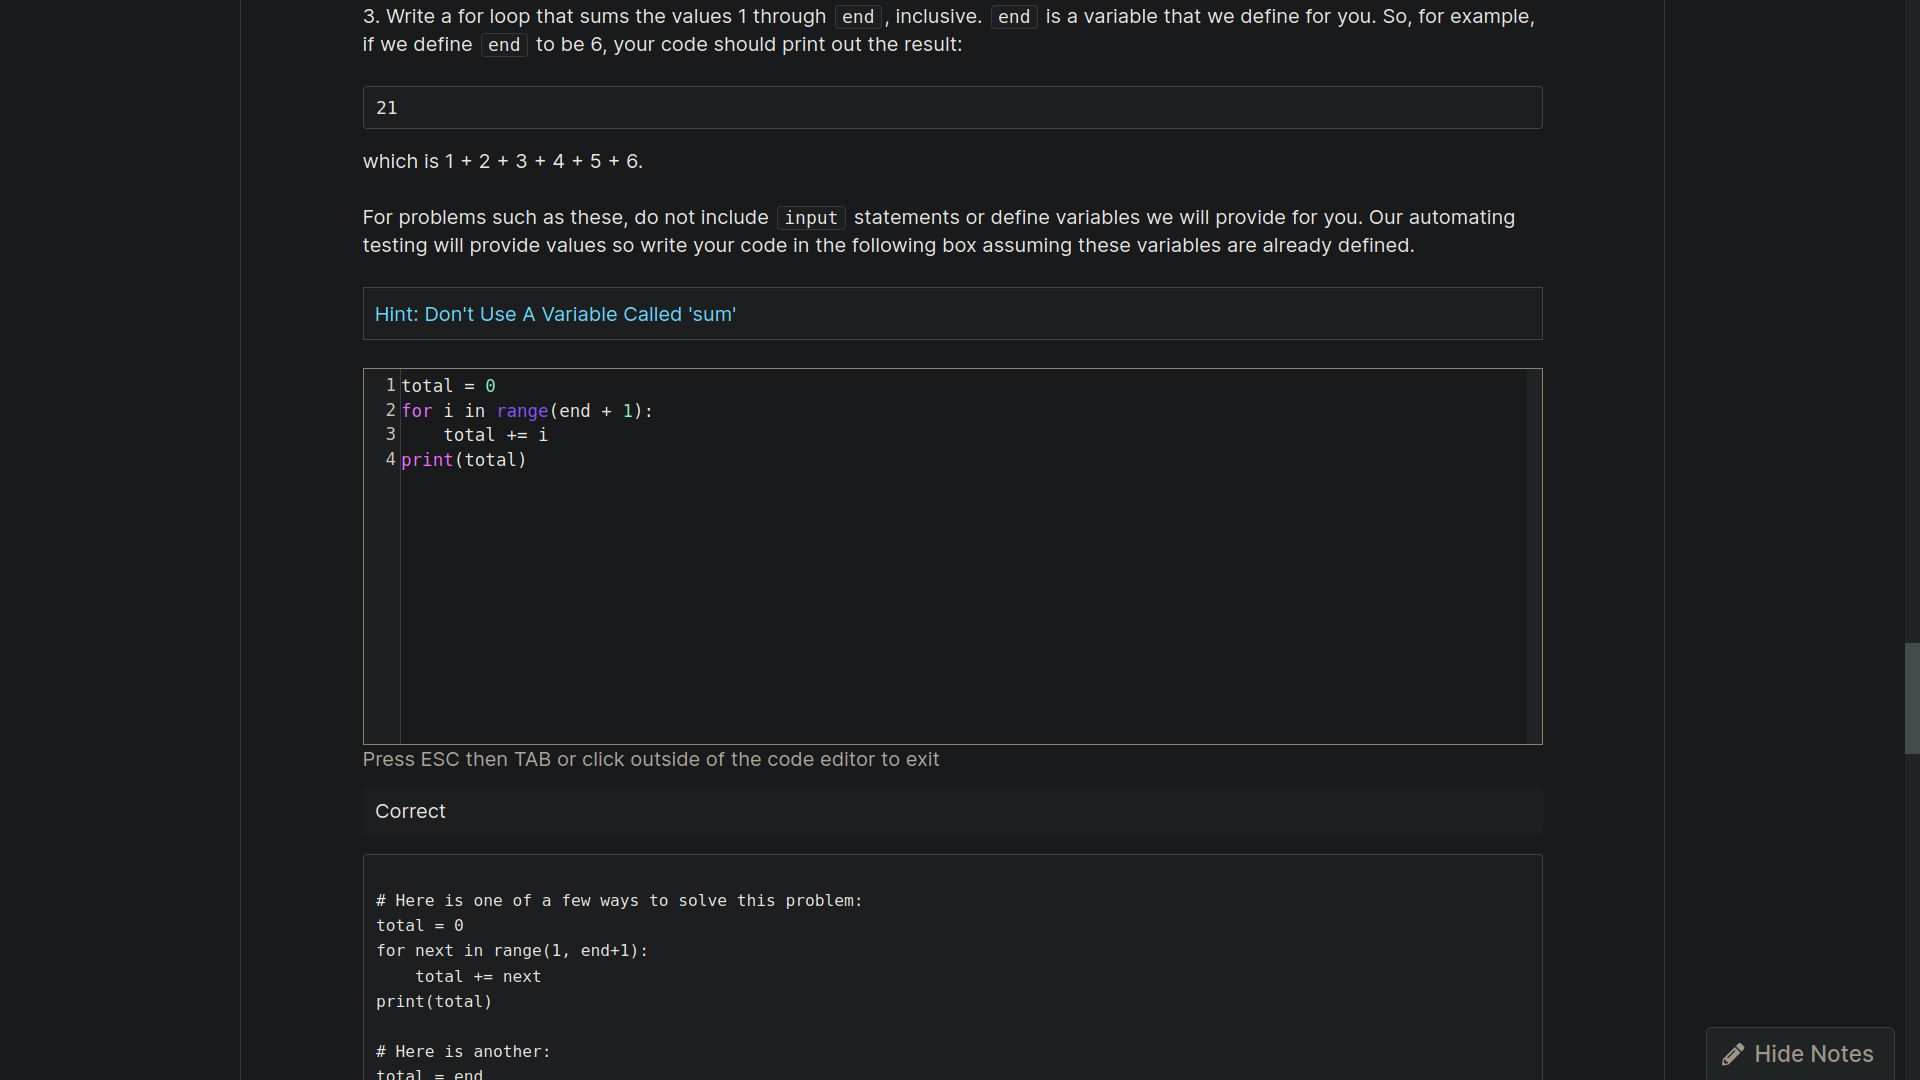 3. Write a for loop that sums the values 1 through end, inclusive. end is a variable that we define for you. So, for example,
if we define end to be 6, your code should print out the result:
21
which is 1 + 2 + 3 + 4 + 5 + 6.
For problems such as these, do not include input statements or define variables we will provide for you. Our automating
testing will provide values so write your code in the following box assuming these variables are already defined.
Hint: Don't Use A Variable Called 'sum'
1 total = 0
2 for i in range(end + 1):
3     total += i
4 print(total)
Press ESC then TAB or click outside of the code editor to exit
Correct
# Here is one of a few ways to solve this problem:
total = 0
for next in range(1, end+1):
    total += next
print(total)
# Here is another:
total = end
Hide Notes